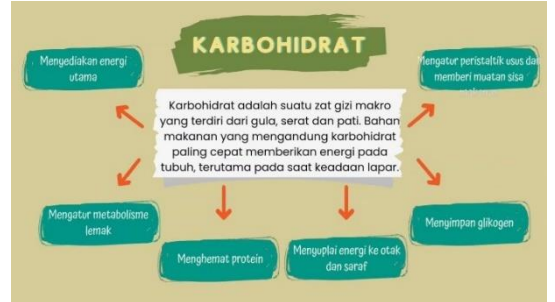 KARBOHIDRAT
Menyediakan energi
utama
Mengatur peristaltik usus dan
memberi muatan sisa
Karbohidrat adalah suatu zat gizi makro
yang terdiri dari gula, serat dan pati. Bahan
makanan yang mengandung karbohidrat
paling cepat memberikan energi pada
tubuh, terutama pada saat keadaan lapar.
Mengatur metabolisme
lemak
Menghemat protein
Menyuplai energi ke otak
dan saraf
Menyimpan glikogen